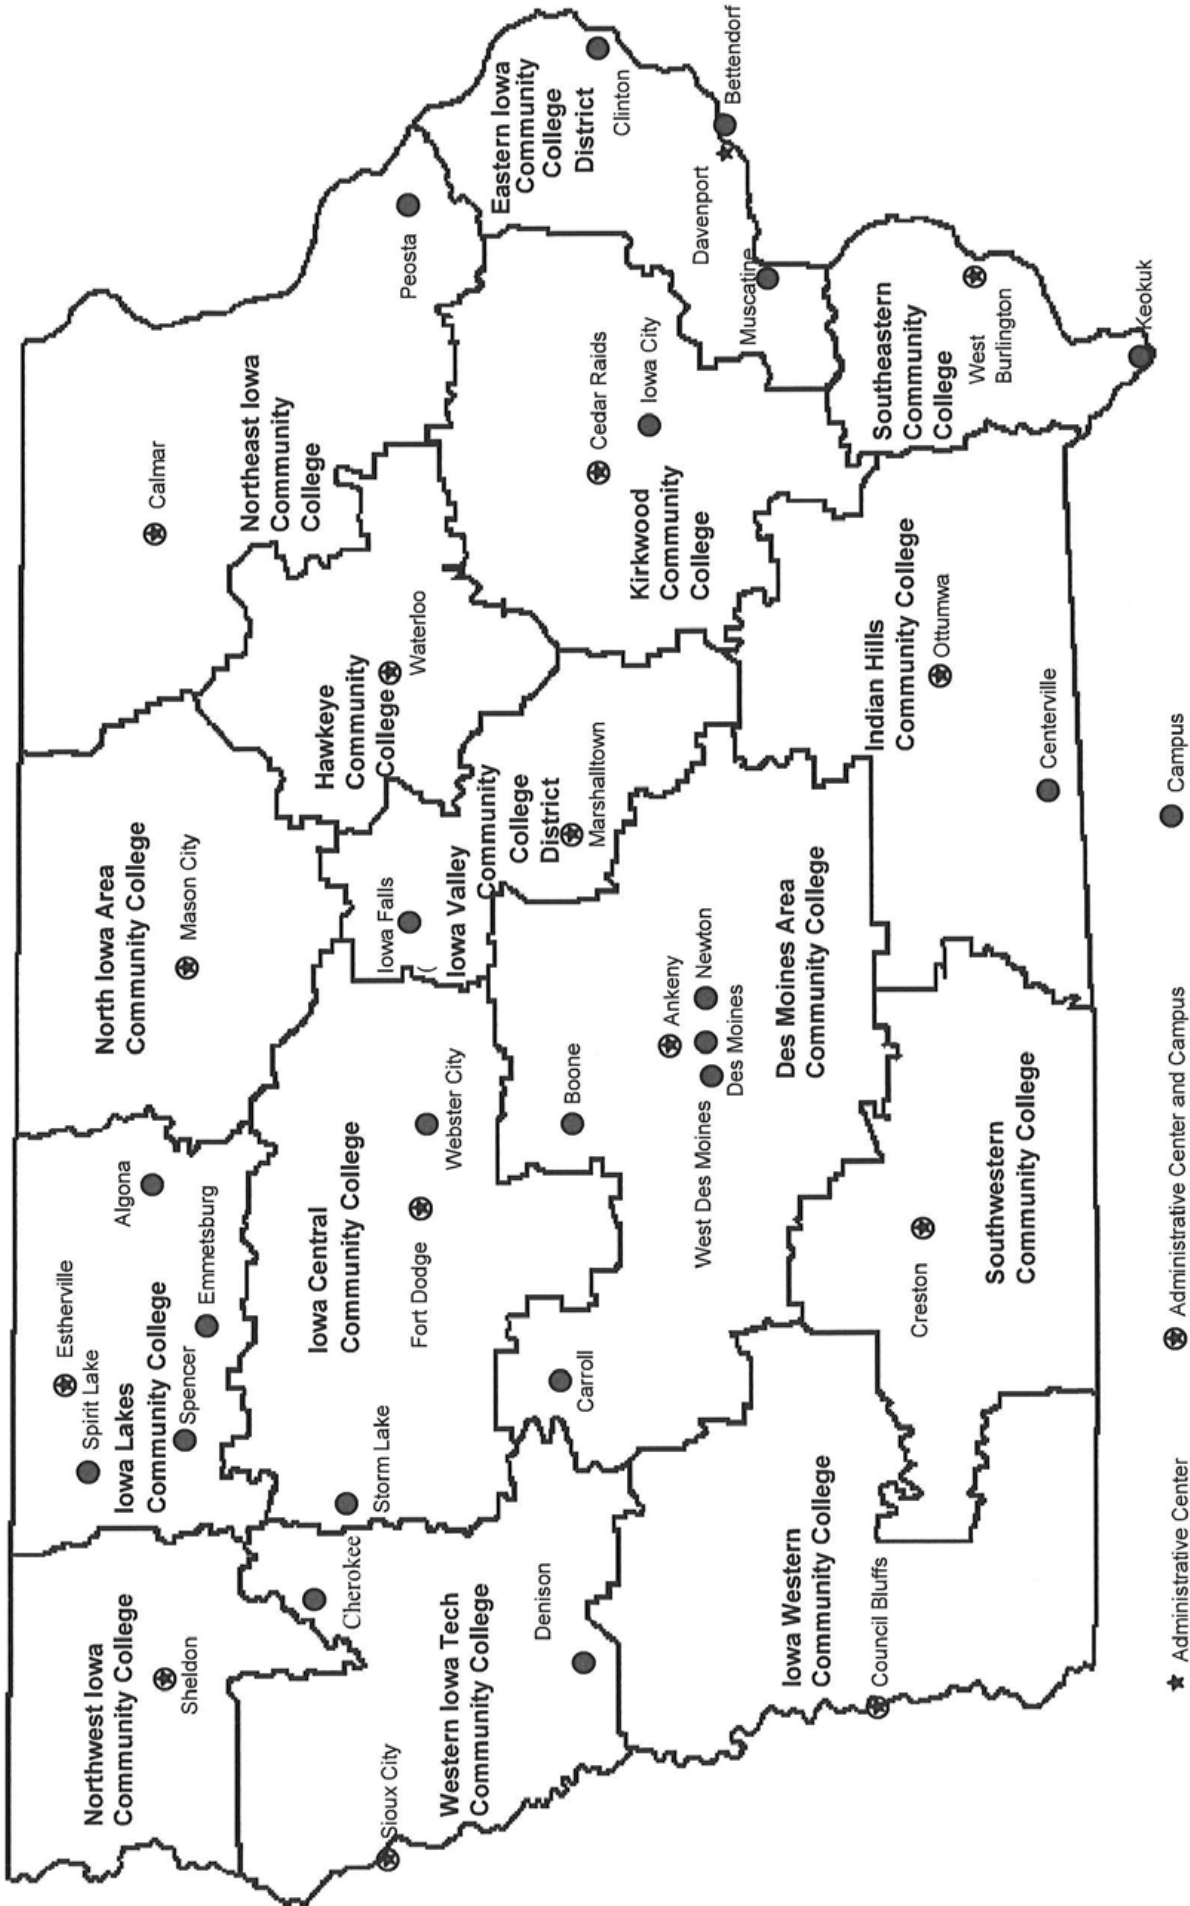 Northwest Iowa
Community College
Sheldon
Spirit Lake
Estherville
Iowa Lakes
Community College
Spencer
Emmetsburg
Algona
North Iowa Area
Community College
Mason City
Calmar
Northeast Iowa
Community
College
Peosta
Cherokee
Sioux City
Western Iowa Tech
Community College
Denison
Storm Lake
Iowa Central
Community College
Fort Dodge
Webster City
Iowa Falls
Iowa Valley
Community
College
District
Marshalltown
Hawkeye
Community
College
Waterloo
Carroll
Boone
Ankeny
Newton
West Des Moines
Des Moines
Des Moines Area
Community College
Kirkwood
Community
College
Cedar Raids
Iowa City
Eastern Iowa
Community
College
District
Clinton
Bettendorf
Davenport
Muscatine
Iowa Western
Community College
Council Bluffs
Creston
Southwestern
Community College
Indian Hills
Community College
Ottumwa
Centerville
Southeastern
Community
College
West
Burlington
Keokuk
Administrative Center
Administrative Center and Campus
Campus